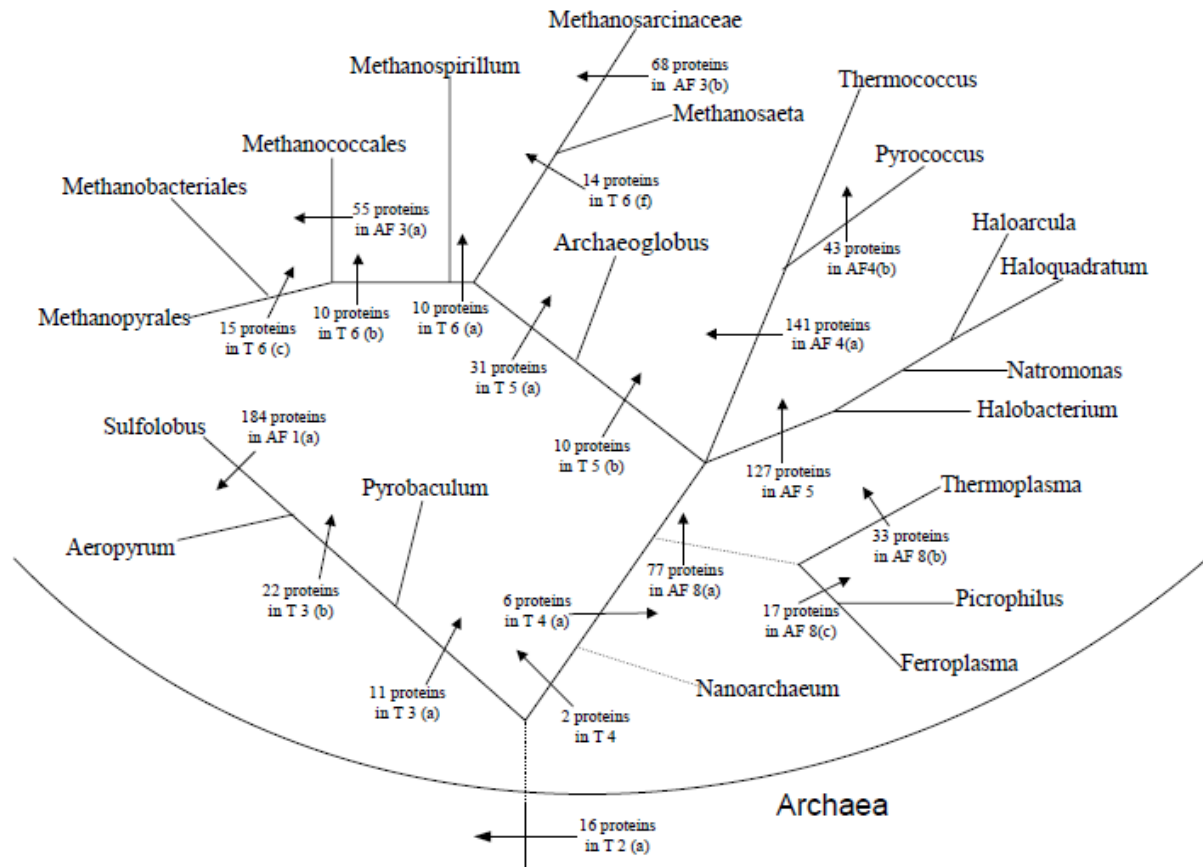 Methanosarcinaceae
68 proteins
in AF 3(b)
Methanospirillum
Thermococcus
Methanosaeta
Methanococcales
Pyrococcus
Methanobacteriales
14 proteins
in T 6 (f)
55 proteins
in AF 3(a)
Haloarcula
Archaeoglobus
43 proteins
in AF4(b)
Haloquadratum
Methanopyrales
15 proteins
in T 6 (c)
10 proteins
in T 6 (b)
10 proteins
in T 6 (a)
141 proteins
in AF 4(a)
31 proteins
in T 5 (a)
Natromonas
Halobacterium
184 proteins
in AF 1(a)
Sulfolobus
10 proteins
in T 5 (b)
127 proteins
in AF 5
Pyrobaculum
Thermoplasma
Aeropyrum
33 proteins
in AF 8(b)
22 proteins
in T 3 (b)
77 proteins
in AF 8(a)
6 proteins
in T 4 (a)
17 proteins
in AF 8(c)
Picrophilus
Ferroplasma
11 proteins
in T 3 (a)
Nanoarchaeum
2 proteins
in T 4
Archaea
16 proteins
in T 2 (a)